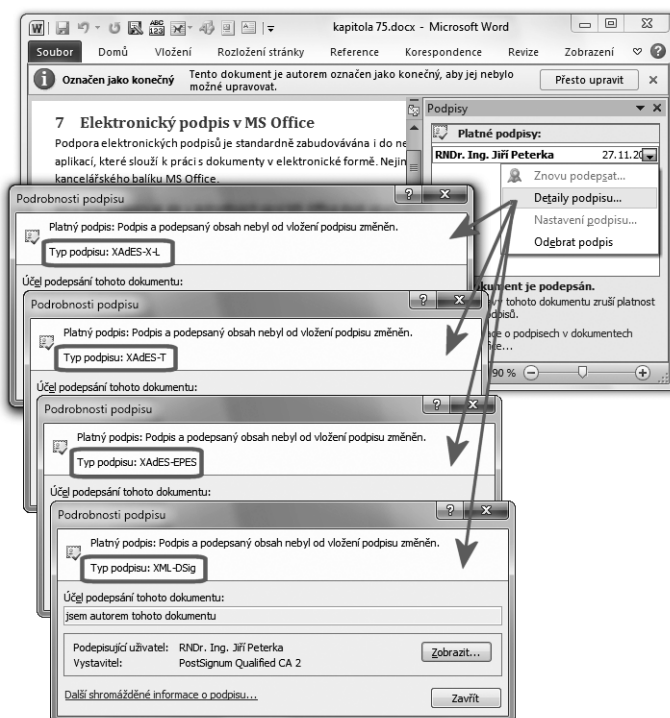 kapitola 75.docx - Microsoft Word
Soubor Domů Vložení Rozložení stránky Reference Korespondence Revize Zobrazení
Označen jako konečný Tento dokument je autorem označen jako konečný, aby jej nebylo
možné upravovat.
Přesto upravit
7 Elektronický podpis v MS Office
Podpora elektronických podpisů je standardně zabudovávána i do
aplikací, které slouží k práci s dokumenty v elektronické formě.
kancelářského balíku MS Office.
Podpisy
Platné podpisy:
RNDr. Ing. Jiří Peterka 27.11.20
Znovu podepsat...
Detaily podpisu...
Nastavení podpisu...
Odebrat podpis
je podepsán.
tohoto dokumentu zruší platnost
o podpisech v dokumentech
90 %
Podrobnosti podpisu
Platný podpis: Podpis a podepsaný obsah nebyl od vložení podpisu změněn.
Typ podpisu: XAdES-X-L
Účel podepsání tohoto dokumentu:
Podrobnosti podpisu
Platný podpis: Podpis a podepsaný obsah nebyl od vložení podpisu změněn.
Typ podpisu: XAdES-T
Účel podepsání tohoto dokumentu:
Podrobnosti podpisu
Platný podpis: Podpis a podepsaný obsah nebyl od vložení podpisu změněn.
Typ podpisu: XAdES-EPES
Účel podepsání tohoto dokumentu:
Podrobnosti podpisu
Platný podpis: Podpis a podepsaný obsah nebyl od vložení podpisu změněn.
Typ podpisu: XML-DSig
Účel podepsání tohoto dokumentu:
jsem autorem tohoto dokumentu
Podepisující uživatel: RNDr. Ing. Jiří Peterka
Zobrazit...
Vystavitel: PostSignum Qualified CA 2
Další shromážděné informace o podpisu...
Zavřít